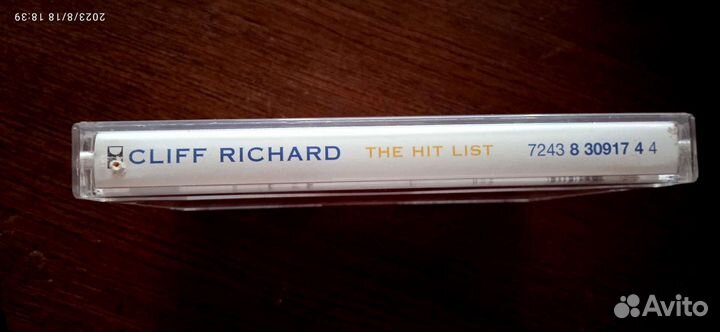 2023/8/18 18:39
CLIFF RICHARD THE HIT LIST 7243 8 30917 4 4
Avito